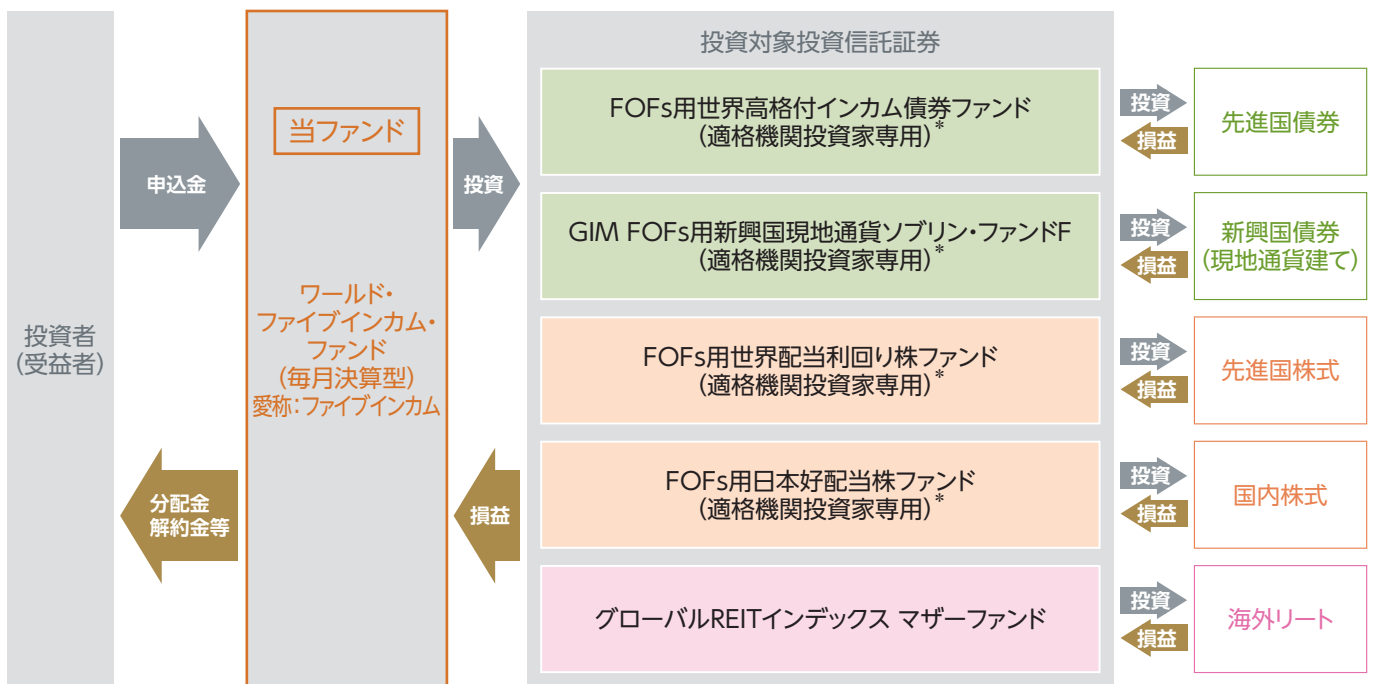 投資者
(受益者)
申込金
分配金
解約金等
当ファンド
ワールド・
ファイブインカム・
ファンド
(毎月決算型)
愛称：ファイブインカム
投資
損益
投資対象投資信託証券
FOFs用世界高格付インカム債券ファンド
(適格機関投資家専用)*
投資
損益
先進国債券
GIM FOFs用新興国現地通貨ソブリン・ファンドF
(適格機関投資家専用)*
投資
損益
新興国債券
(現地通貨建て)
FOFs用世界配当利回り株ファンド
(適格機関投資家専用)*
投資
損益
先進国株式
FOFs用日本好配当株ファンド
(適格機関投資家専用)*
投資
損益
国内株式
グローバルREITインデックス マザーファンド
投資
損益
海外リート